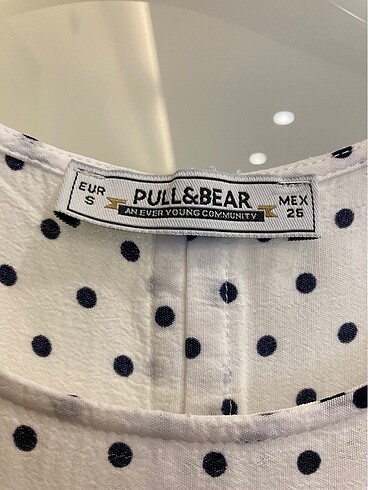 EUR
S
PULL&BEAR
AN EVER YOUNG COMMUNITY
MEX
26